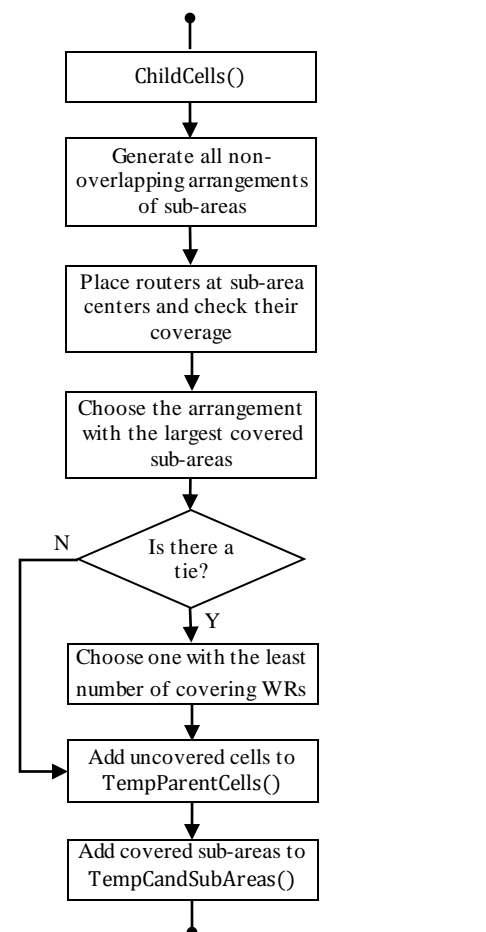 ChildCells()
Generate all non-
overlapping arrangements
of sub-areas
Place routers at sub-area
centers and check their
coverage
Choose the arrangement
with the largest covered
sub-areas
N
Is there a
tie?
Y
Choose one with the least
number of covering WRs
Add uncovered cells to
TempParentCells()
Add covered sub-areas to
TempCandSubAreas()